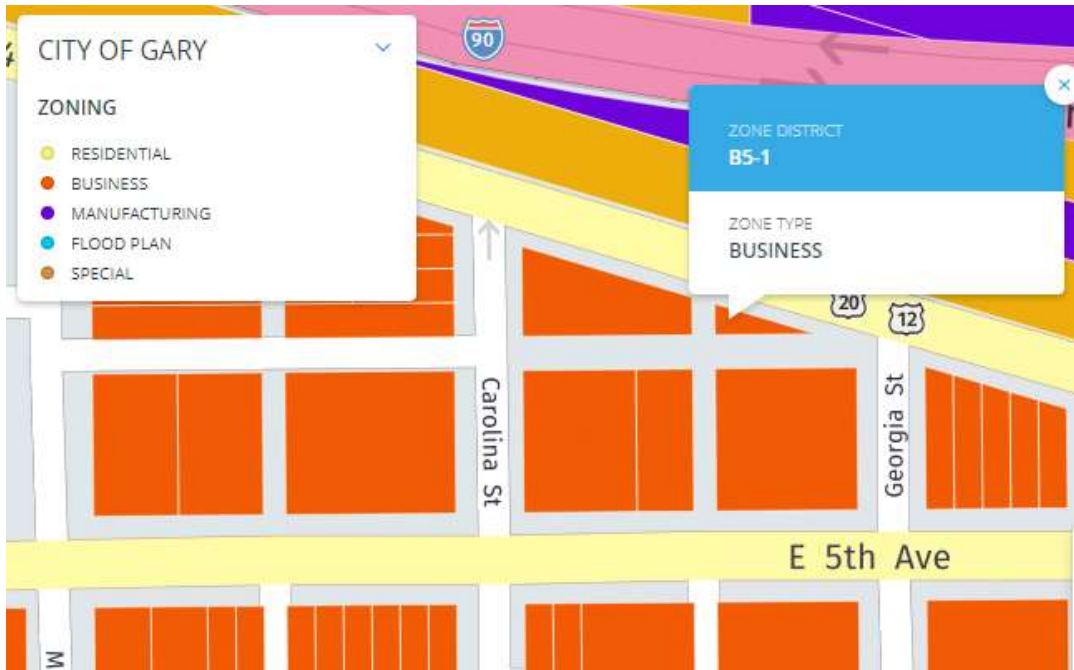 CITY OF GARY
ZONING
RESIDENTIAL
BUSINESS
MANUFACTURING
FLOOD PLAN
SPECIAL
90
ZONE DISTRICT
B5-1
ZONE TYPE
BUSINESS
20
12
Carolina St
Georgia St
E 5th Ave
M